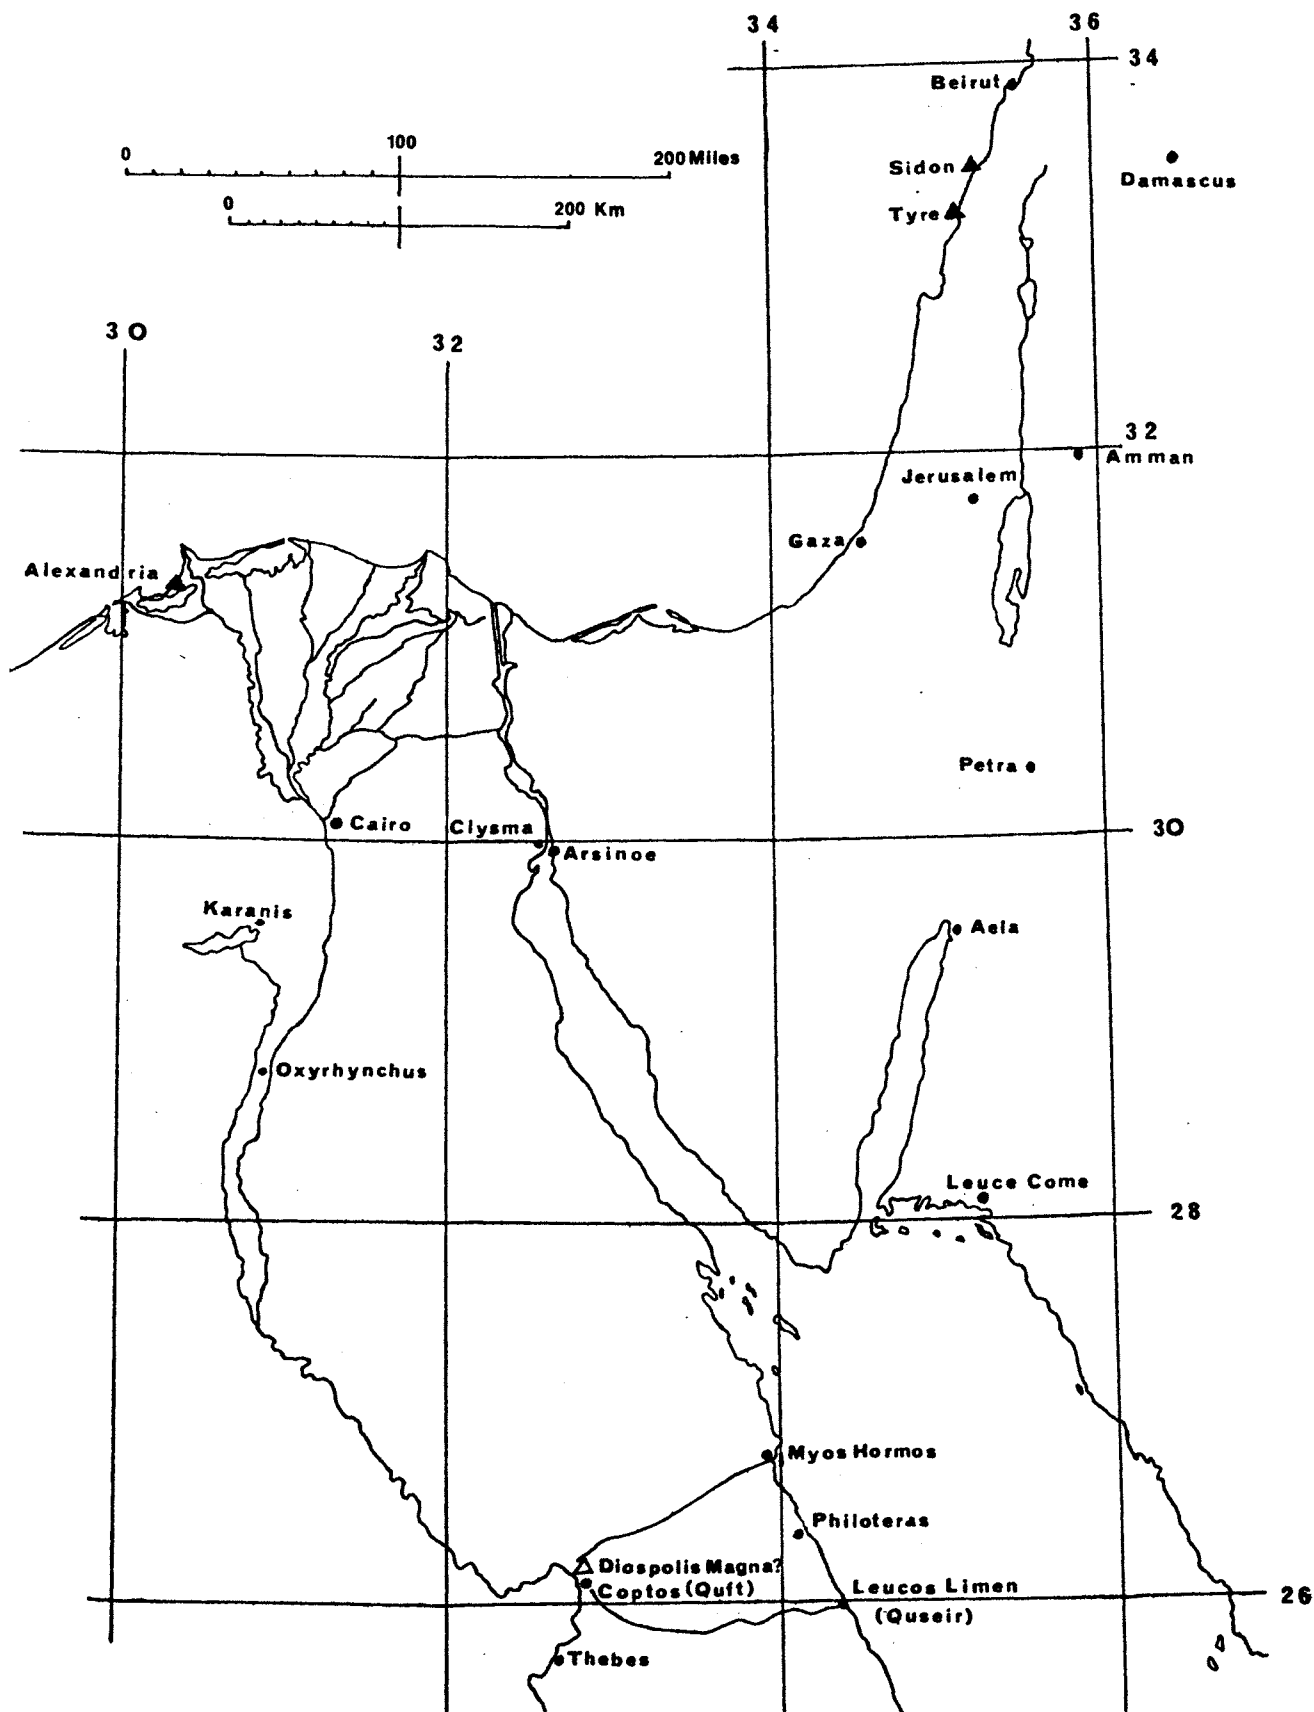 34
36
34
Beirut
100
0
200 Miles
Sidon
Damascus
0
200 Km
Tyre
30
32
32
Amman
Jerusalem
Gaza
Alexandria
Petra
Cairo
Clysma
30
Arsinoe
Karanis
Aela
Oxyrhynchus
Leuce Come
28
Myos Hormos
Philoteras
Diospolis Magna?
Coptos (Quft)
Leucos Limen
26
(Quseir)
Thebes